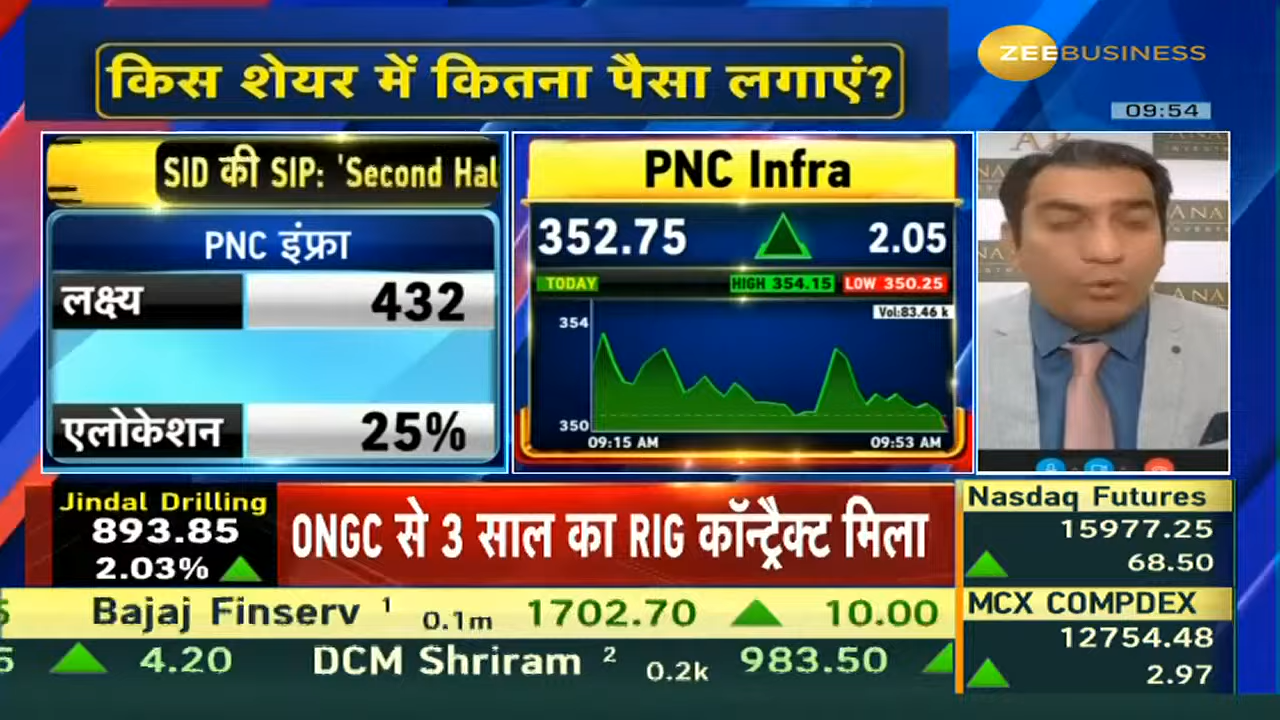 किस शेयर में कितना पैसा लगाएं?
ZEEBUSINESS
09:54
SID की SIP: 'Second Hal
PNC इंफ्रा
लक्ष्य 432
एलोकेशन 25%
PNC Infra
352.75 2.05
TODAY HIGH 354.15 LOW 350.25
Vol:83.46 k
354
350
09:15 AM 09:53 AM
Jindal Drilling
893.85
2.03%
ONGC से 3 साल का RIG कॉन्ट्रैक्ट मिला
Nasdaq Futures
15977.25
68.50
MCX COMPDEX
12754.48
2.97
Bajaj Finserv 1 0.1m 1702.70 10.00
4.20 DCM Shriram 2 0.2k 983.50